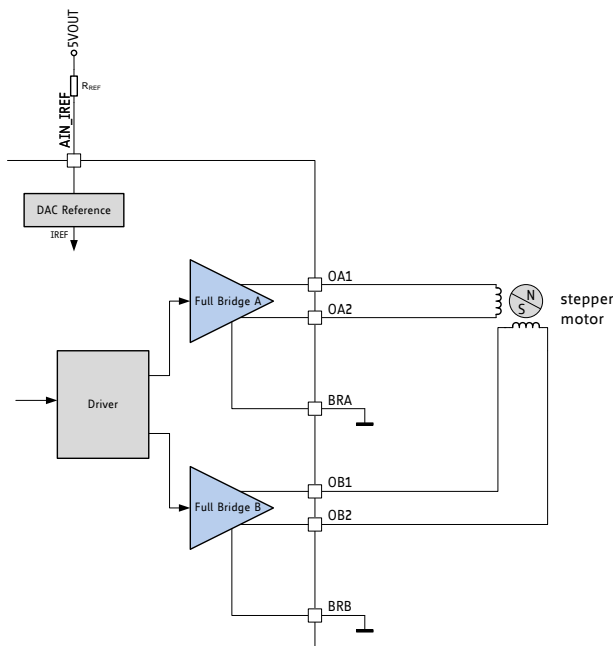 5VOUT
RREF
AIN_IREF
DAC Reference
IREF
Full Bridge A
OA1
OA2
N
S
stepper
motor
Driver
BRA
Full Bridge B
OB1
OB2
BRB